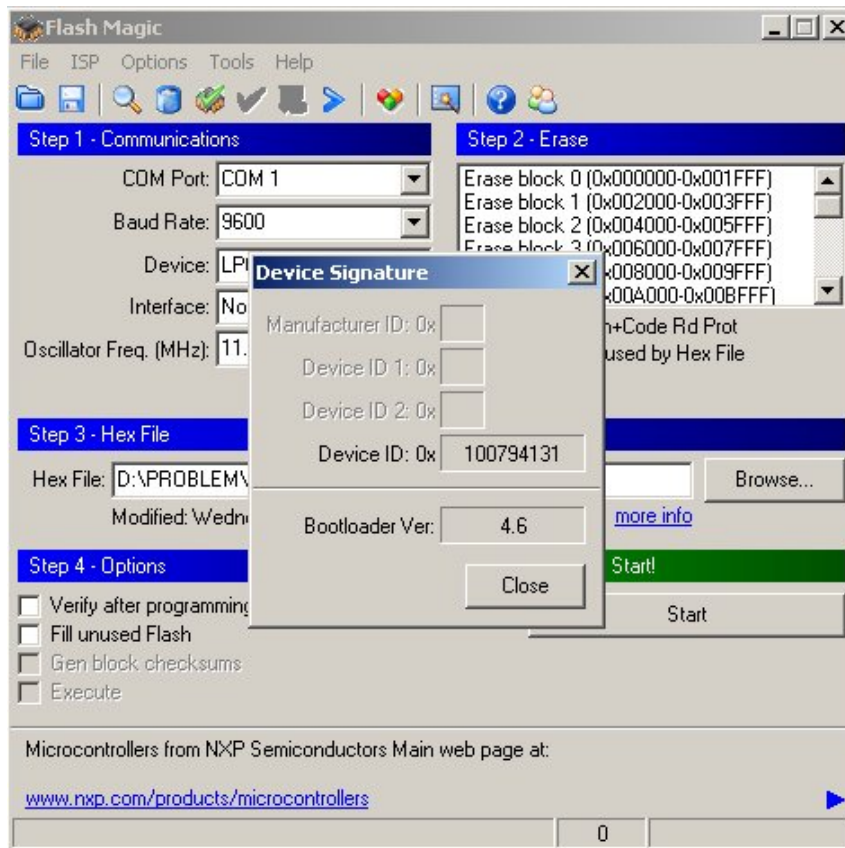 Flash Magic
File ISP Options Tools Help
Step 1 - Communications
COM Port: COM 1
Baud Rate: 9600
Device: LP
Interface: No
Oscillator Freq. (MHz): 11.
Step 2 - Erase
Erase block 0 (0x000000-0x001FFF)
Erase block 1 (0x002000-0x003FFF)
Erase block 2 (0x004000-0x005FFF)
Erase block 3 (0x006000-0x007FFF)
x008000-0x009FFF)
x00A000-0x00BFFF)
n+Code Rd Prot
used by Hex File
Device Signature
Manufacturer ID: 0x
Device ID 1: 0x
Device ID 2: 0x
Device ID: 0x 100794131
Bootloader Ver: 4.6
Close
Step 3 - Hex File
Hex File: D:\PROBLEM\
Browse...
Modified: Wedn
more info
Step 4 - Options
Verify after programming
Fill unused Flash
Gen block checksums
Execute
Start!
Start
Microcontrollers from NXP Semiconductors Main web page at:
www.nxp.com/products/microcontrollers
0